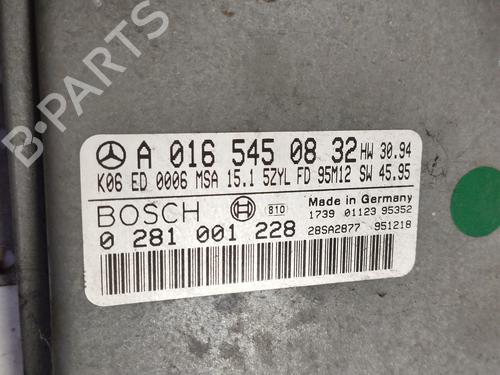 A 016 545 08 32 HW 30.94
K06 ED 0006 MSA 15.1 5ZYL FD 95M12 SW 45.95
BOSCH 810 Made in Germany
1739 01123 95352
0 281 001 228 28SA2877 951218
B-PARTS